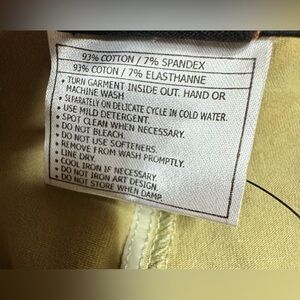 93% COTTON / 7% SPANDEX
93% COTON / 7% ELASTHANNE
• TURN GARMENT INSIDE OUT. HAND OR
MACHINE WASH
• SEPARATELY ON DELICATE CYCLE IN COLD WATER.
• USE MILD DETERGENT.
• SPOT CLEAN WHEN NECESSARY.
• DO NOT BLEACH.
• DO NOT USE SOFTENERS.
• REMOVE FROM WASH PROMPTLY.
• LINE DRY.
• COOL IRON IF NECESSARY.
• DO NOT IRON ART DESIGN.
• DO NOT STORE WHEN DAMP.